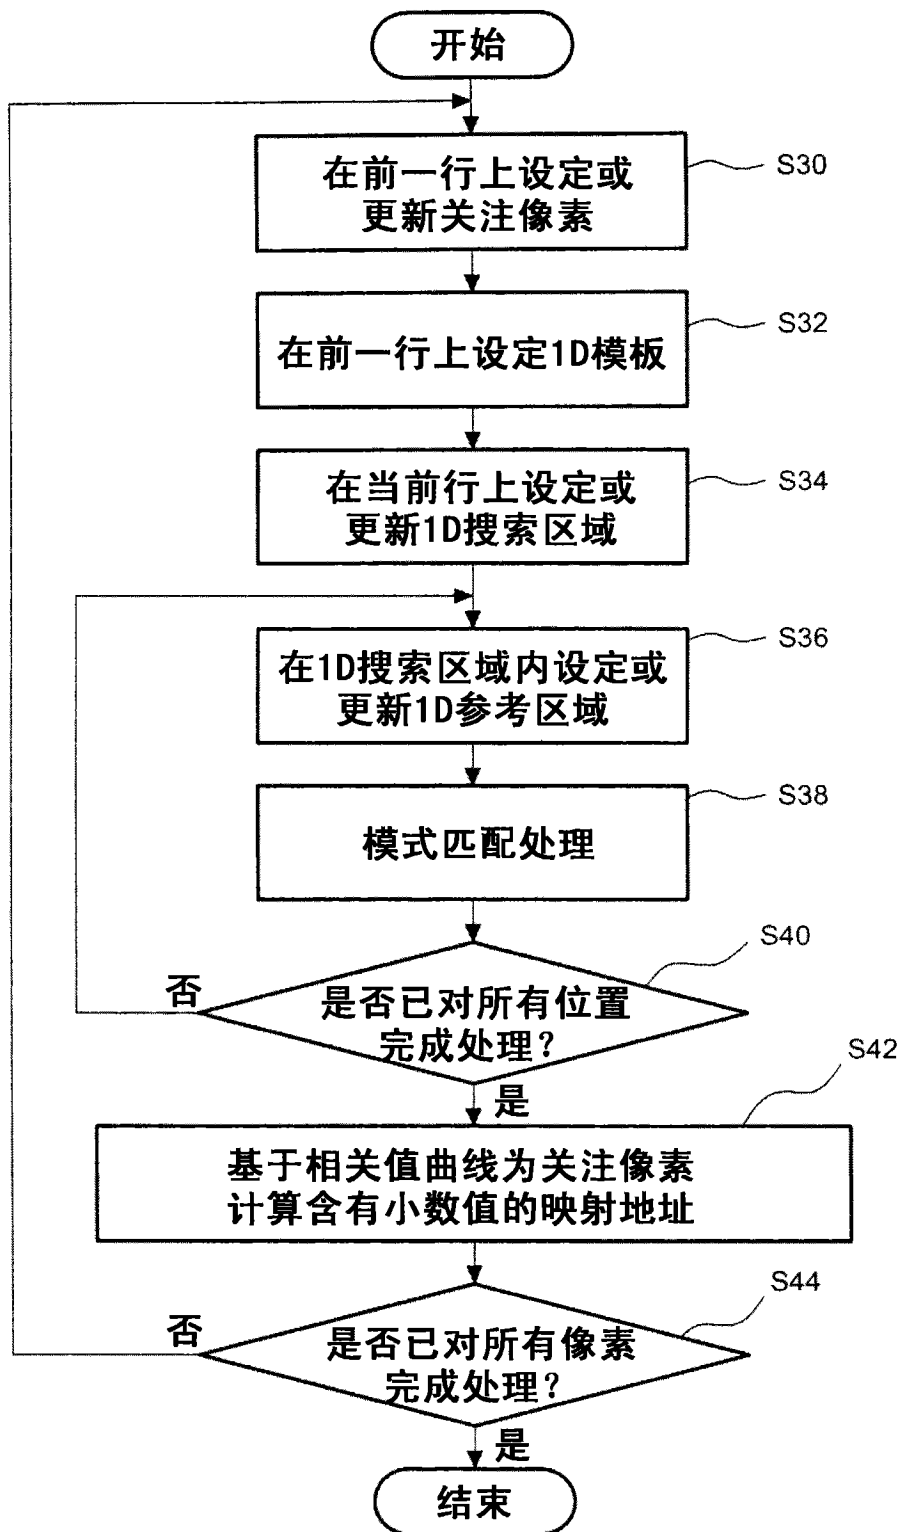 开始
在前一行上设定或
更新关注像素
S30
在前一行上设定1D模板
S32
在当前行上设定或
更新1D搜索区域
S34
在1D搜索区域内设定或
更新1D参考区域
S36
模式匹配处理
S38
S40
否
是否已对所有位置
完成处理？
是
S42
基于相关值曲线为关注像素
计算含有小数值的映射地址
S44
否
是否已对所有像素
完成处理？
是
结束